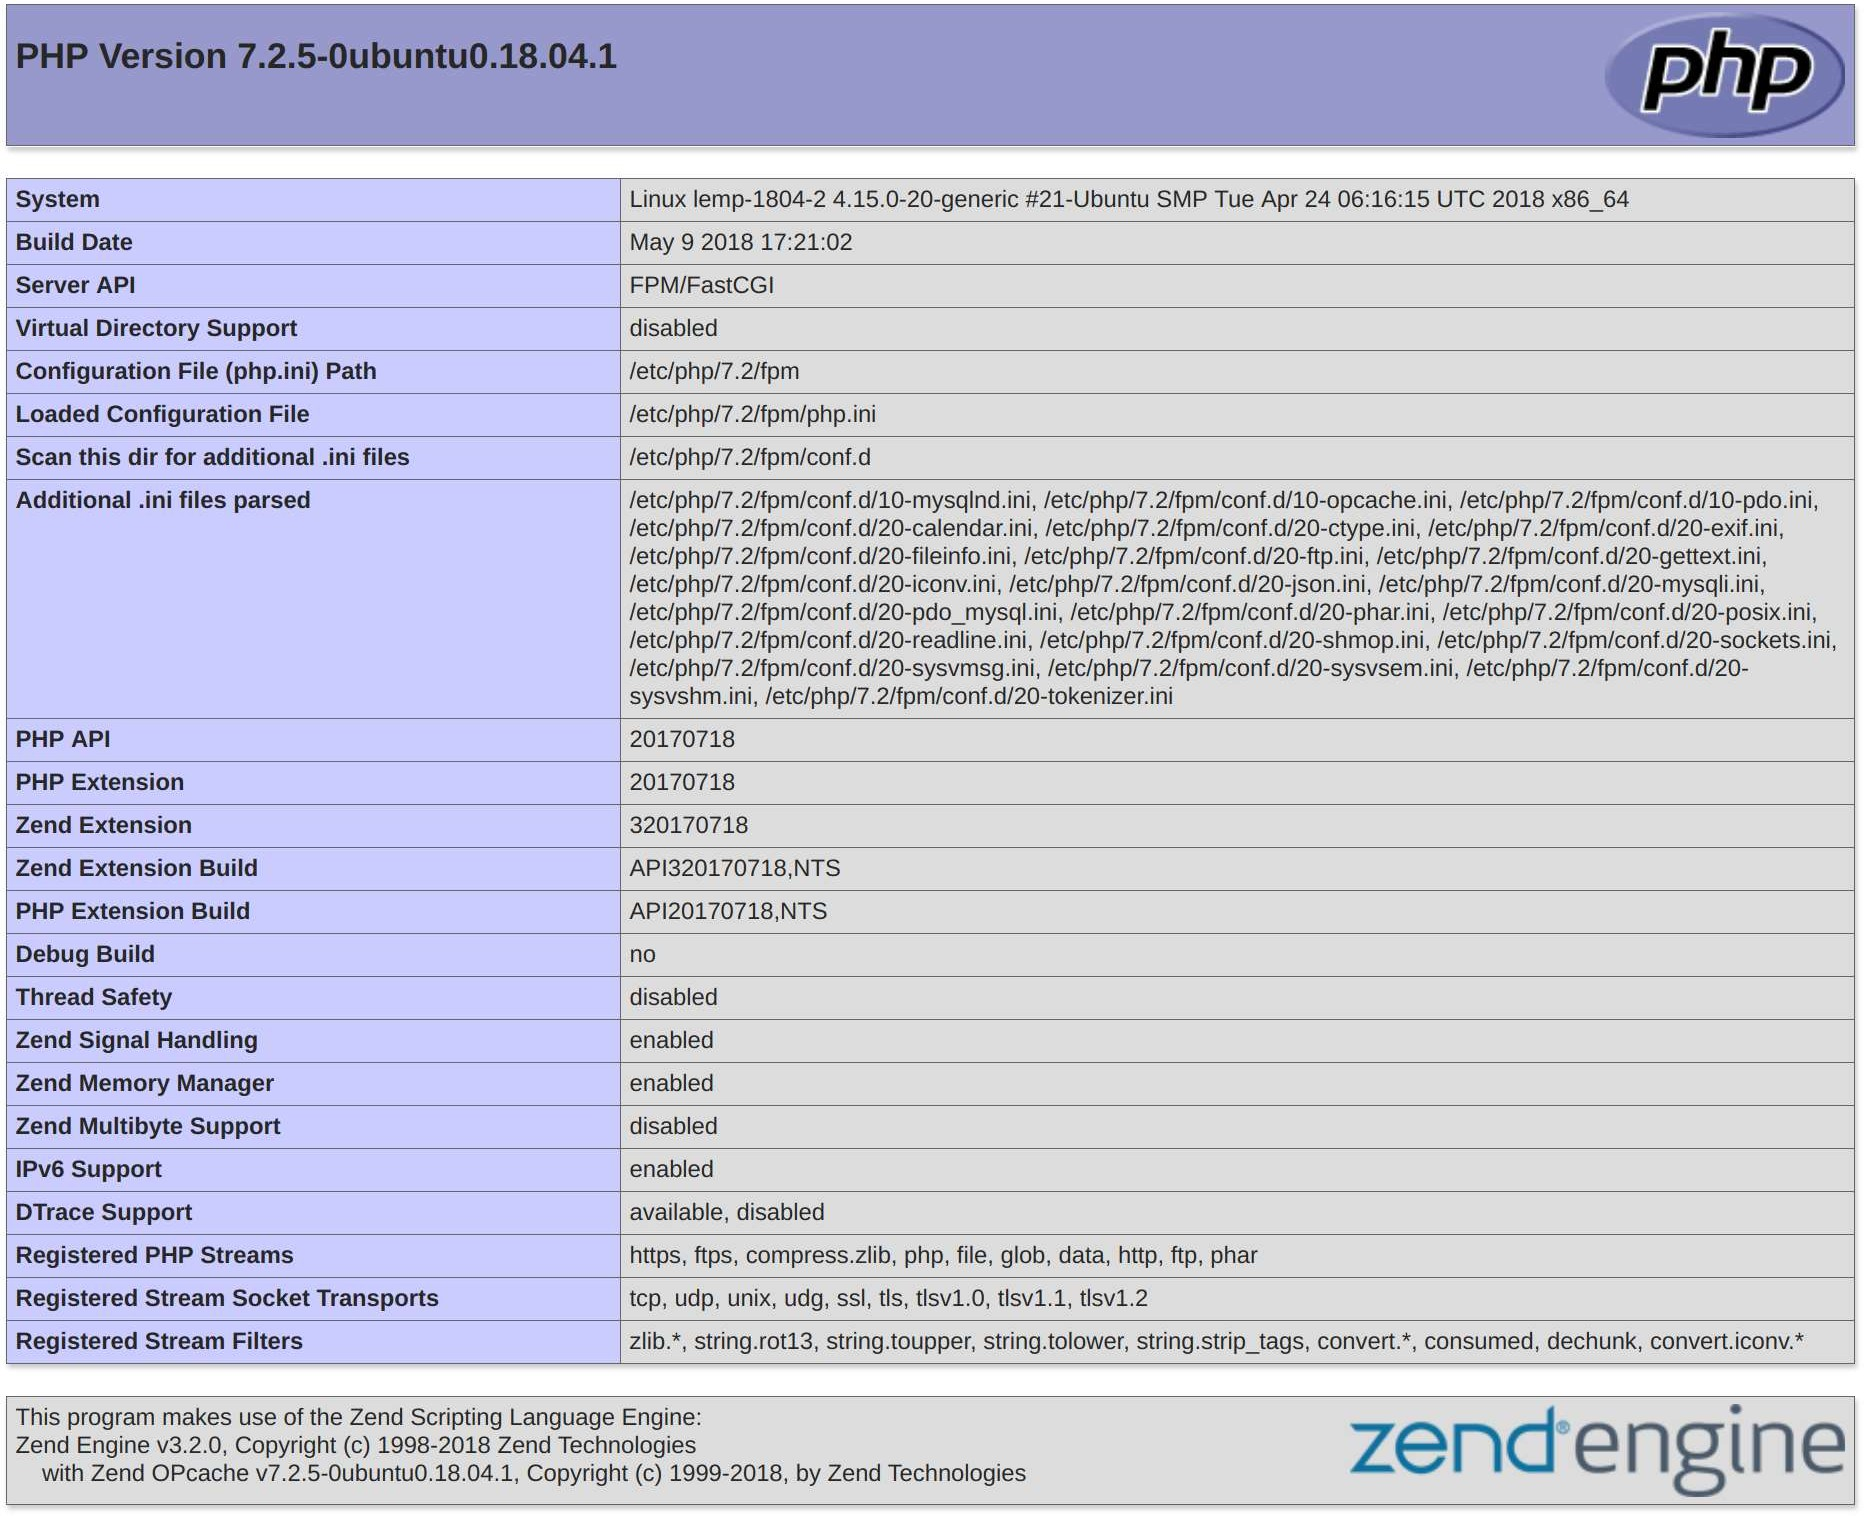 PHP Version 7.2.5-0ubuntu0.18.04.1
php
System Linux lemp-1804-2 4.15.0-20-generic #21-Ubuntu SMP Tue Apr 24 06:16:15 UTC 2018 x86_64
Build Date May 9 2018 17:21:02
Server API FPM/FastCGI
Virtual Directory Support disabled
Configuration File (php.ini) Path /etc/php/7.2/fpm
Loaded Configuration File /etc/php/7.2/fpm/php.ini
Scan this dir for additional .ini files /etc/php/7.2/fpm/conf.d
Additional .ini files parsed /etc/php/7.2/fpm/conf.d/10-mysqlnd.ini, /etc/php/7.2/fpm/conf.d/10-opcache.ini, /etc/php/7.2/fpm/conf.d/10-pdo.ini,
/etc/php/7.2/fpm/conf.d/20-calendar.ini, /etc/php/7.2/fpm/conf.d/20-ctype.ini, /etc/php/7.2/fpm/conf.d/20-exif.ini,
/etc/php/7.2/fpm/conf.d/20-fileinfo.ini, /etc/php/7.2/fpm/conf.d/20-ftp.ini, /etc/php/7.2/fpm/conf.d/20-gettext.ini,
/etc/php/7.2/fpm/conf.d/20-iconv.ini, /etc/php/7.2/fpm/conf.d/20-json.ini, /etc/php/7.2/fpm/conf.d/20-mysqli.ini,
/etc/php/7.2/fpm/conf.d/20-pdo_mysql.ini, /etc/php/7.2/fpm/conf.d/20-phar.ini, /etc/php/7.2/fpm/conf.d/20-posix.ini,
/etc/php/7.2/fpm/conf.d/20-readline.ini, /etc/php/7.2/fpm/conf.d/20-shmop.ini, /etc/php/7.2/fpm/conf.d/20-sockets.ini,
/etc/php/7.2/fpm/conf.d/20-sysvmsg.ini, /etc/php/7.2/fpm/conf.d/20-sysvsem.ini, /etc/php/7.2/fpm/conf.d/20-
sysvshm.ini, /etc/php/7.2/fpm/conf.d/20-tokenizer.ini
PHP API 20170718
PHP Extension 20170718
Zend Extension 320170718
Zend Extension Build API320170718,NTS
PHP Extension Build API20170718,NTS
Debug Build no
Thread Safety disabled
Zend Signal Handling enabled
Zend Memory Manager enabled
Zend Multibyte Support disabled
IPv6 Support enabled
DTrace Support available, disabled
Registered PHP Streams https, ftps, compress.zlib, php, file, glob, data, http, ftp, phar
Registered Stream Socket Transports tcp, udp, unix, udg, ssl, tls, tlsv1.0, tlsv1.1, tlsv1.2
Registered Stream Filters zlib.*, string.rot13, string.toupper, string.tolower, string.strip_tags, convert.*, consumed, dechunk, convert.iconv.*
This program makes use of the Zend Scripting Language Engine:
Zend Engine v3.2.0, Copyright (c) 1998-2018 Zend Technologies
with Zend OPcache v7.2.5-0ubuntu0.18.04.1, Copyright (c) 1999-2018, by Zend Technologies
zend® engine